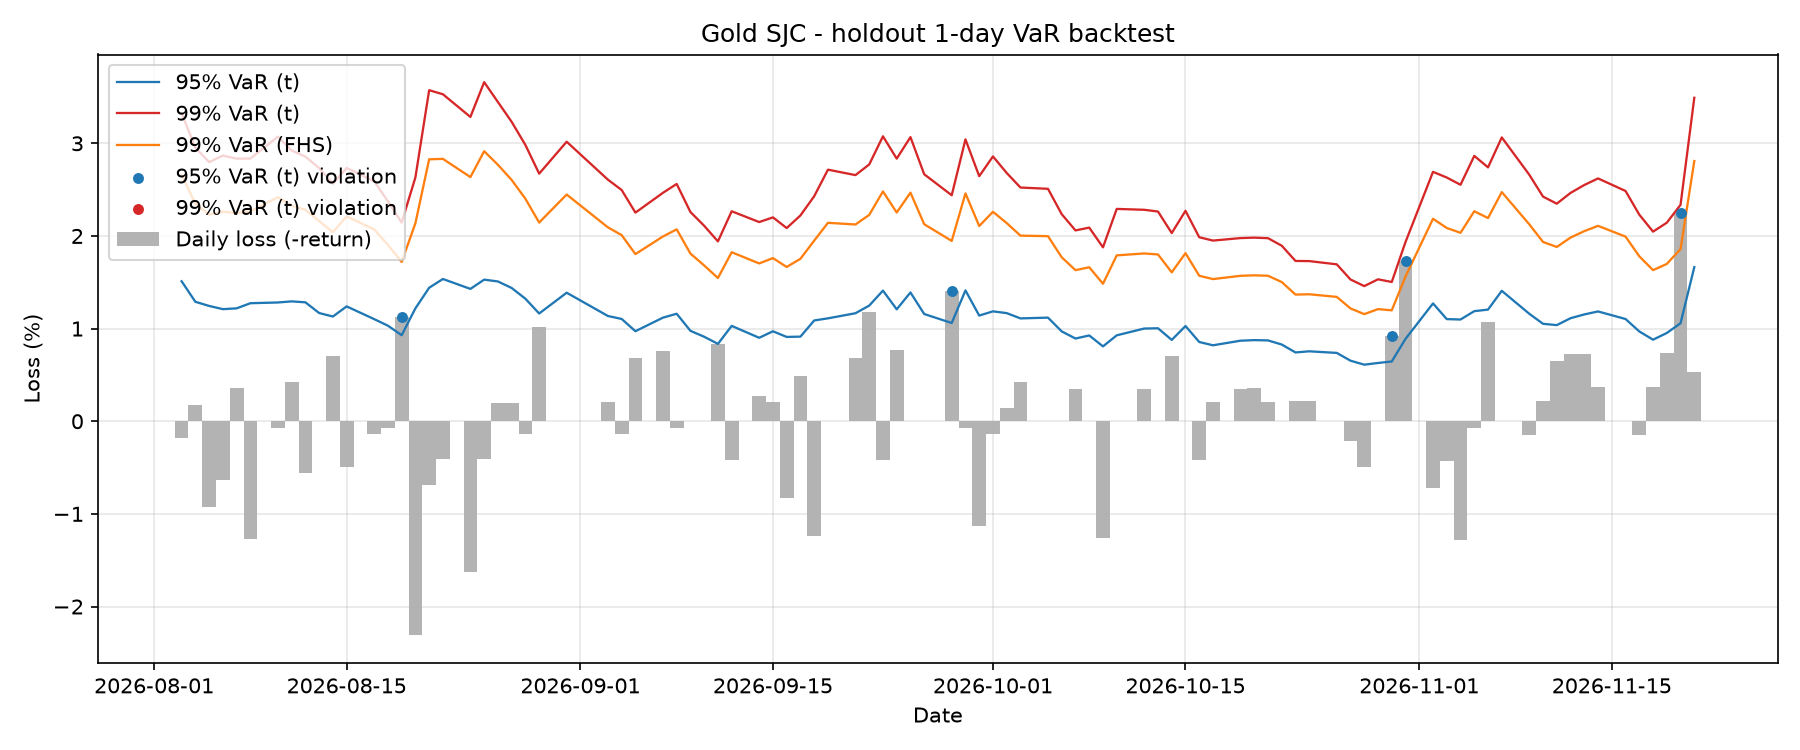 Gold SJC - holdout 1-day VaR backtest
95% VaR (t)
99% VaR (t)
99% VaR (FHS)
95% VaR (t) violation
99% VaR (t) violation
Daily loss (-return)
Loss (%)
3
2
1
0
−1
−2
2026-08-01
2026-08-15
2026-09-01
2026-09-15
2026-10-01
2026-10-15
2026-11-01
2026-11-15
Date